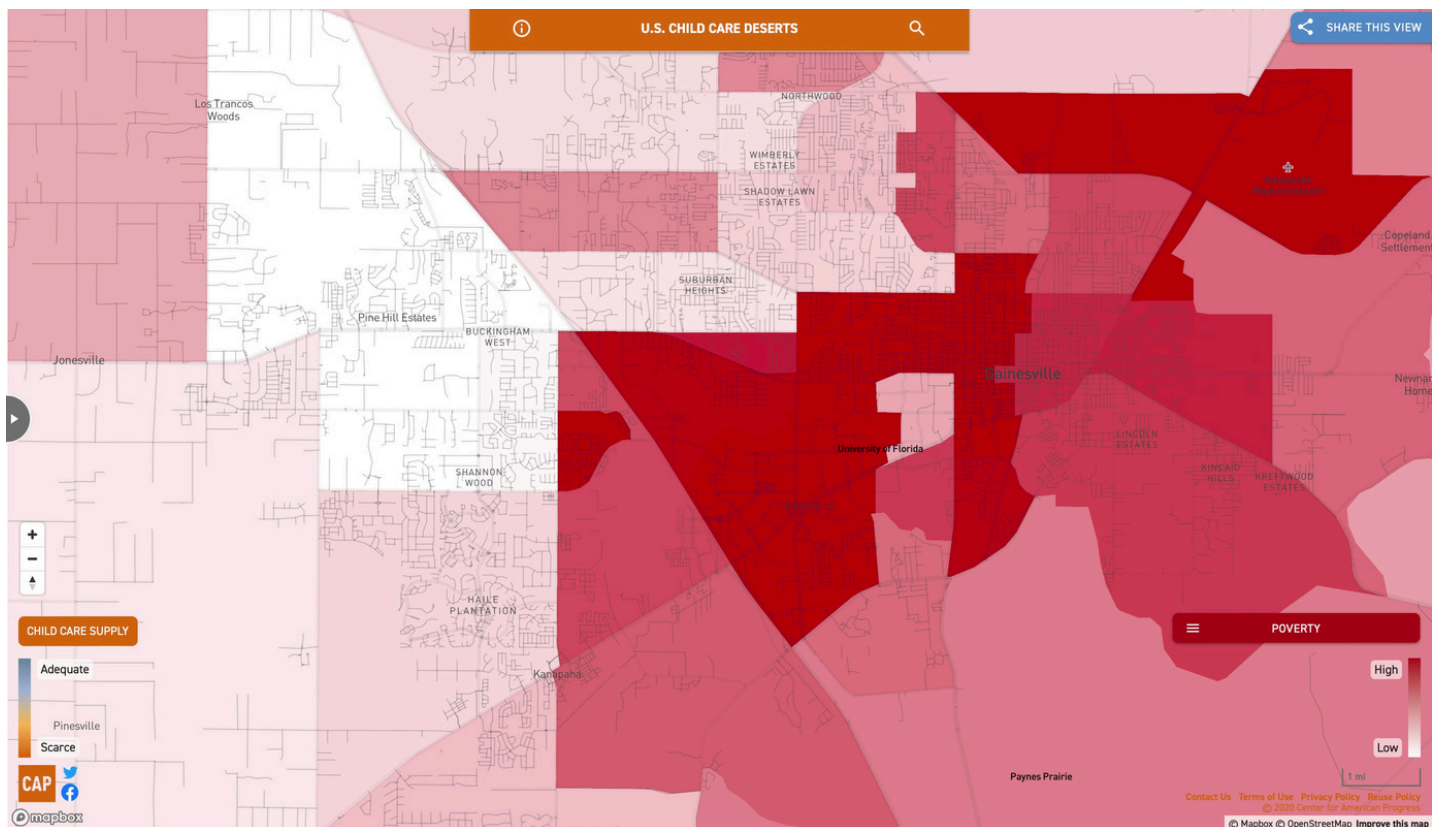 U.S. CHILD CARE DESERTS
SHARE THIS VIEW
Los Trancos
Woods
NORTHWOOD
WIMBERLY
ESTATES
SHADOW LAWN
ESTATES
Copeland
Settlement
SUBURBAN
HEIGHTS
Pine Hill Estates
BUCKINGHAM
WEST
Jonesville
Gainesville
Home
University of Florida
LINCOLN
ESTATES
KINCAID
HILLS
KREFTWOOD
ESTATES
SHANNON
WOOD
HAILE
PLANTATION
CHILD CARE SUPPLY
POVERTY
Adequate
High
Kanapaha
Pinesville
Scarce
Low
CAP
Paynes Prairie
1 mi
Contact Us Terms of Use Privacy Policy Reuse Policy
© 2020 Center for American Progress
mapbox
© Mapbox © OpenStreetMap Improve this map